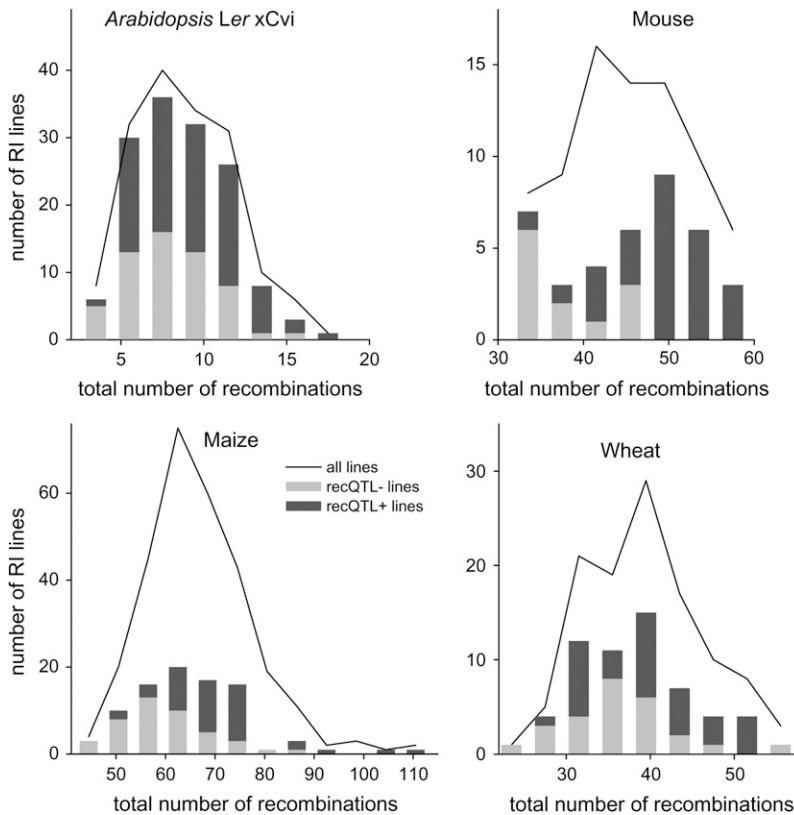 Arabidopsis Ler xCvi
number of RI lines
40
30
20
10
0
5
10
15
20
total number of recombinations
Mouse
15
10
5
0
30
40
50
60
total number of recombinations
Maize
all lines
recQTL- lines
recQTL+ lines
number of RI lines
60
40
20
0
50
60
70
80
90
100
110
total number of recombinations
Wheat
30
20
10
0
30
40
50
total number of recombinations